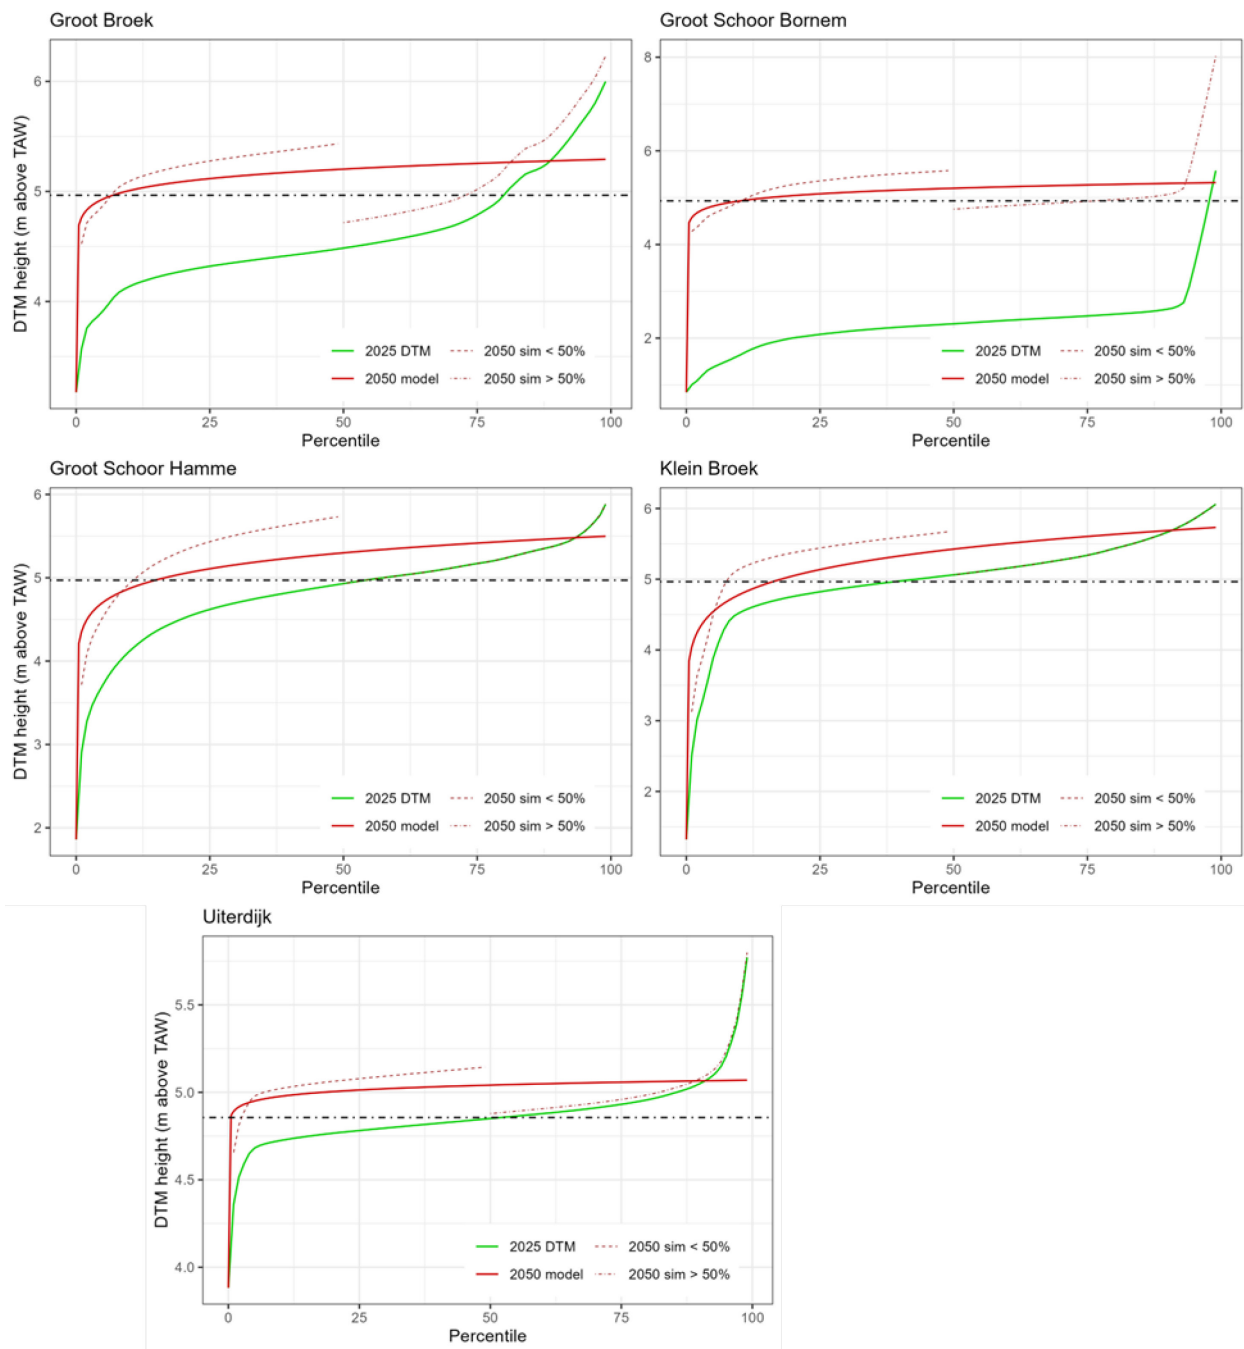 Groot Broek
Groot Schoor Bornem
DTM height (m above TAW)
6
5
4
8
6
4
2
2025 DTM
2050 sim < 50%
2050 model
2050 sim > 50%
2025 DTM
2050 sim < 50%
2050 model
2050 sim > 50%
0
25
50
75
100
0
25
50
75
100
Percentile
Percentile
Groot Schoor Hamme
Klein Broek
DTM height (m above TAW)
6
5
4
3
2
6
5
4
3
2
2025 DTM
2050 sim < 50%
2050 model
2050 sim > 50%
2025 DTM
2050 sim < 50%
2050 model
2050 sim > 50%
0
25
50
75
100
0
25
50
75
100
Percentile
Percentile
Uiterdijk
DTM height (m above TAW)
5.5
5.0
4.5
4.0
2025 DTM
2050 sim < 50%
2050 model
2050 sim > 50%
0
25
50
75
100
Percentile